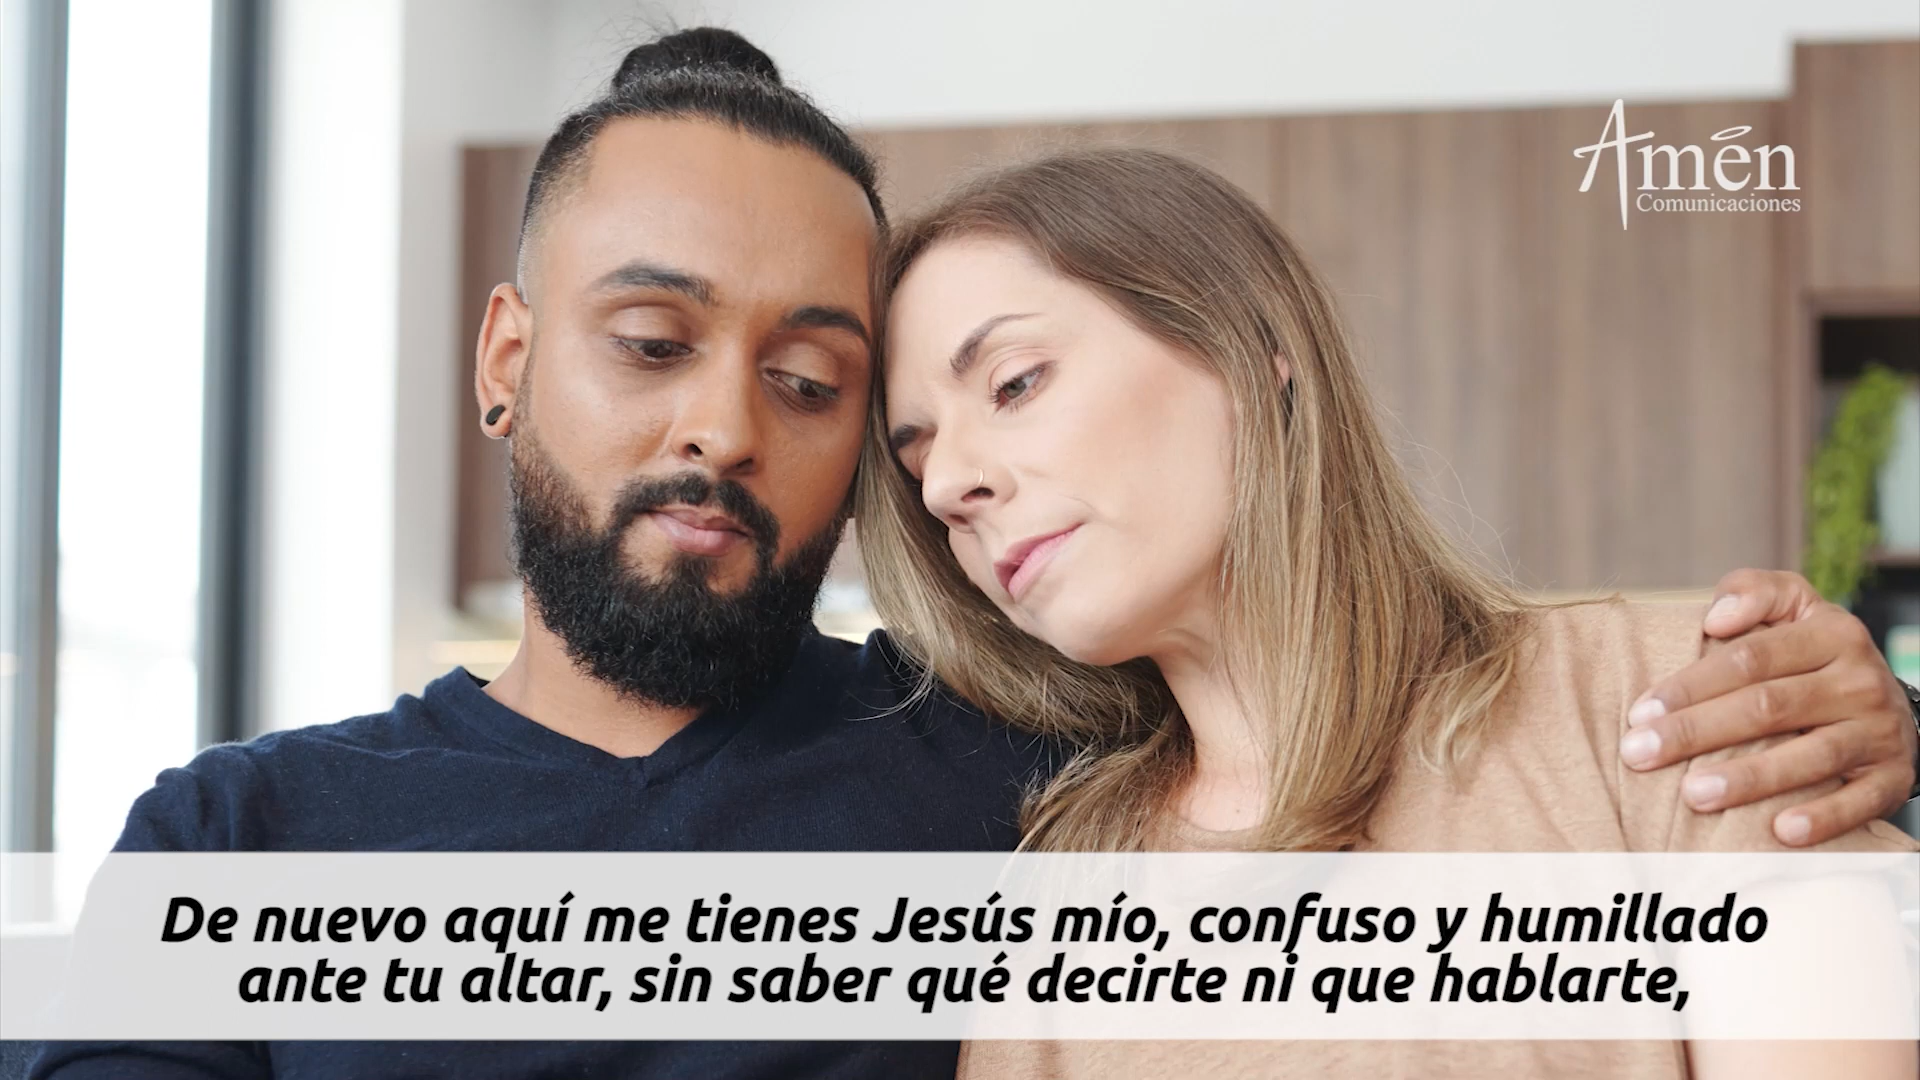 Amén
Comunicaciones
De nuevo aquí me tienes Jesús mío, confuso y humillado
ante tu altar, sin saber qué decirte ni que hablarte,